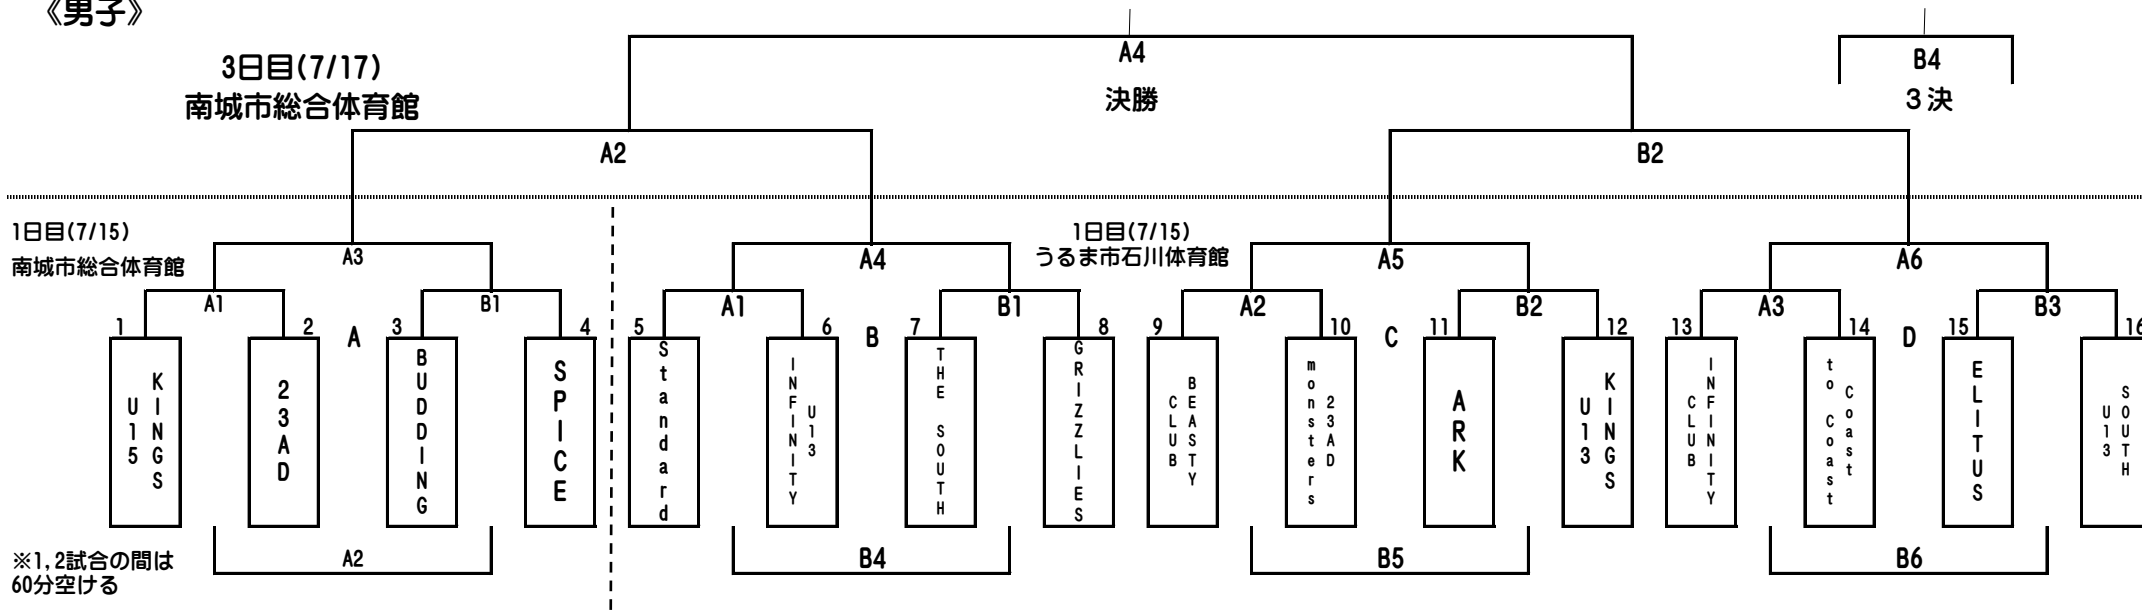 《男子》
A4
B4
3日目(7/17)
南城市総合体育館
決勝
３決
A2
B2
1日目(7/15)
南城市総合体育館
1日目(7/15)
うるま市石川体育館
A3
A4
A5
A6
A1
B1
A1
B1
A2
B2
A3
B3
1
2
A
3
4
5
6
B
7
8
9
10
C
11
12
13
14
D
15
16
KINGS
U15
23AD
BUDDING
SPICE
Standard
U13
INFINITY
THE SOUTH
GRIZZLIES
BEASTY
CLUB
23AD
monsters
ARK
KINGS
U13
INFINITY
CLUB
Coast
to Coast
ELITUS
SOUTH
U13
※1,2試合の間は
60分空ける
A2
B4
B5
B6